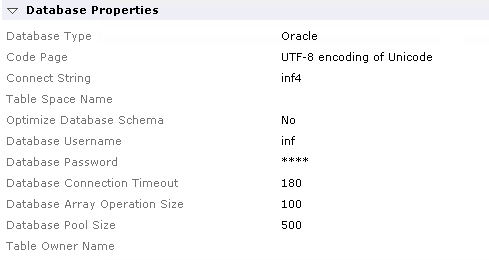 Database Properties
Database Type Oracle
Code Page UTF-8 encoding of Unicode
Connect String inf4
Table Space Name
Optimize Database Schema No
Database Username inf
Database Password ****
Database Connection Timeout 180
Database Array Operation Size 100
Database Pool Size 500
Table Owner Name